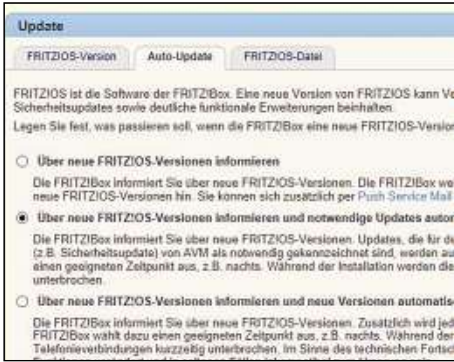 Update
FRITZ!OS-Version Auto-Update FRITZ!OS-Datei
FRITZ!OS ist die Software der FRITZ!Box. Eine neue Version von FRITZ!OS kann Ve
Sicherheitsupdates sowie deutliche funktionale Erweiterungen beinhalten.
Legen Sie fest, was passieren soll, wenn die FRITZ!Box eine neue FRITZ!OS-Version
Über neue FRITZ!OS-Versionen informieren
Die FRITZ!Box informiert Sie über neue FRITZ!OS-Versionen. Die FRITZ!Box we
neue FRITZ!OS-Versionen hin. Sie können sich zusätzlich per Push Service Mail
Über neue FRITZ!OS-Versionen informieren und notwendige Updates autom
Die FRITZ!Box informiert Sie über neue FRITZ!OS-Versionen. Updates, die für de
(z.B. Sicherheitsupdate) von AVM als notwendig gekennzeichnet sind, werden au
einen geeigneten Zeitpunkt aus, z.B. nachts. Während der Installation werden die
unterbrochen.
Über neue FRITZ!OS-Versionen informieren und neue Versionen automatis
Die FRITZ!Box informiert Sie über neue FRITZ!OS-Versionen. Zusätzlich wird jed
FRITZ!Box wählt dazu einen geeigneten Zeitpunkt aus, z.B. nachts. Während der
Telefonieverbindungen kurzzeitig unterbrochen. Im Sinne des technischen Fortsc